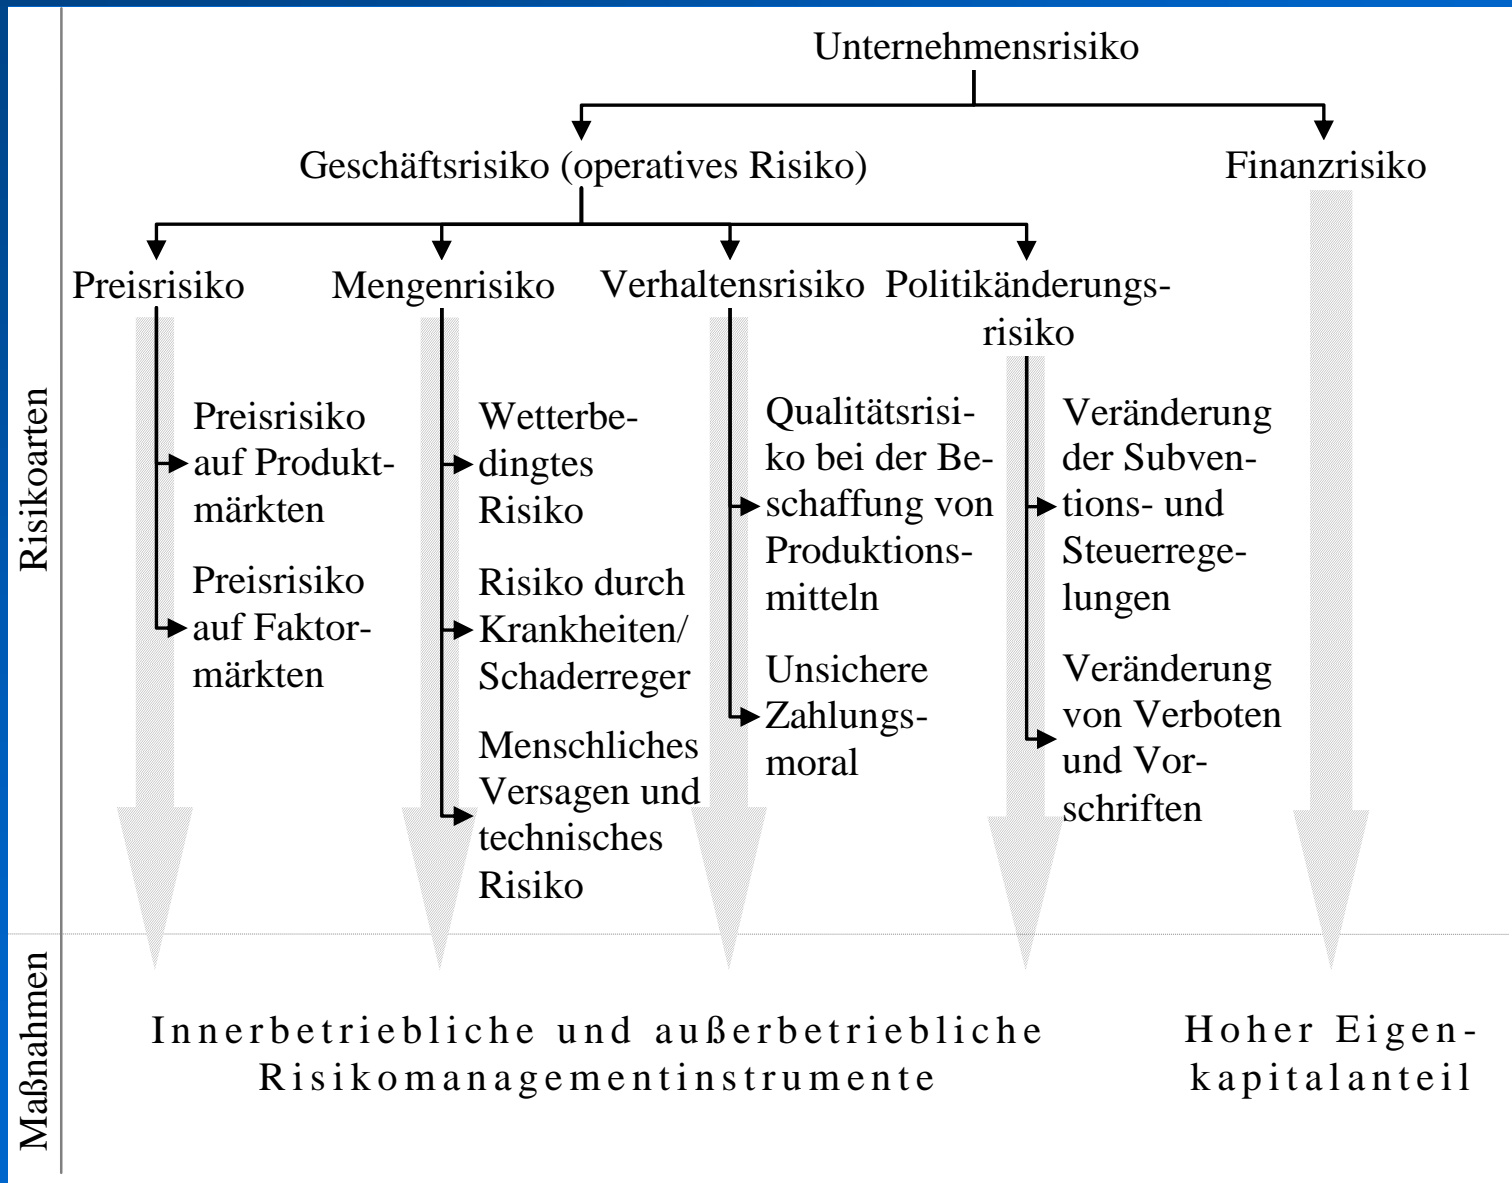 Unternehmensrisiko
Geschäftsrisiko (operatives Risiko)
Finanzrisiko
Risikoarten
Preisrisiko
Preisrisiko
auf Produkt-
märkten
Preisrisiko
auf Faktor-
märkten
Mengenrisiko
Wetterbe-
dingtes
Risiko
Risiko durch
Krankheiten/
Schaderreger
Menschliches
Versagen und
technisches
Risiko
Verhaltensrisiko
Qualitätsrisi-
ko bei der Be-
schaffung von
Produktions-
mitteln
Unsichere
Zahlungs-
moral
Politikänderungs-
risiko
Veränderung
der Subven-
tions- und
Steuerrege-
lungen
Veränderung
von Verboten
und Vor-
schriften
Maßnahmen
Innerbetriebliche und außerbetriebliche
Risikomanagementinstrumente
Hoher Eigen-
kapitalanteil